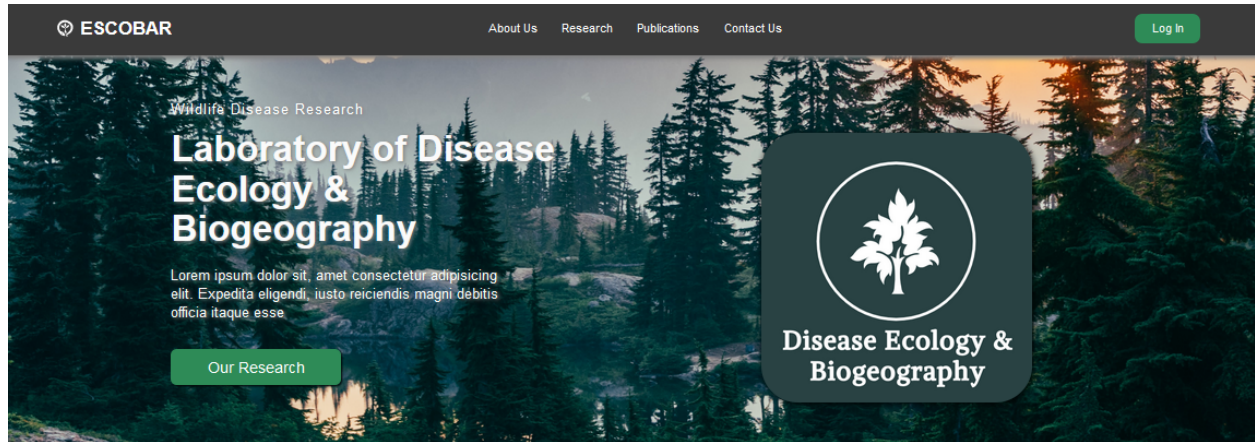 ESCOBAR
About Us Research Publications Contact Us
Log In
Wildlife Disease Research
Laboratory of Disease
Ecology &
Biogeography
Lorem ipsum dolor sit, amet consectetur adipisicing
elit. Expedita eligendi, iusto reiciendis magni debitis
officia itaque esse
Our Research
Disease Ecology &
Biogeography